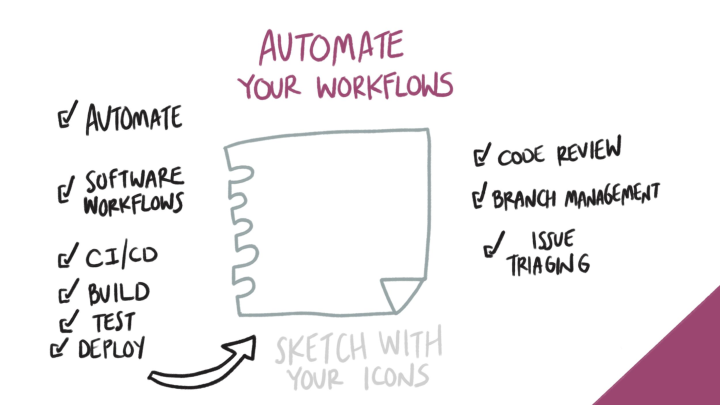 AUTOMATE
YOUR WORKFLOWS
AUTOMATE
SOFTWARE
WORKFLOWS
CI/CD
BUILD
TEST
DEPLOY
CODE REVIEW
BRANCH MANAGEMENT
ISSUE
TRIAGING
SKETCH WITH
YOUR ICONS